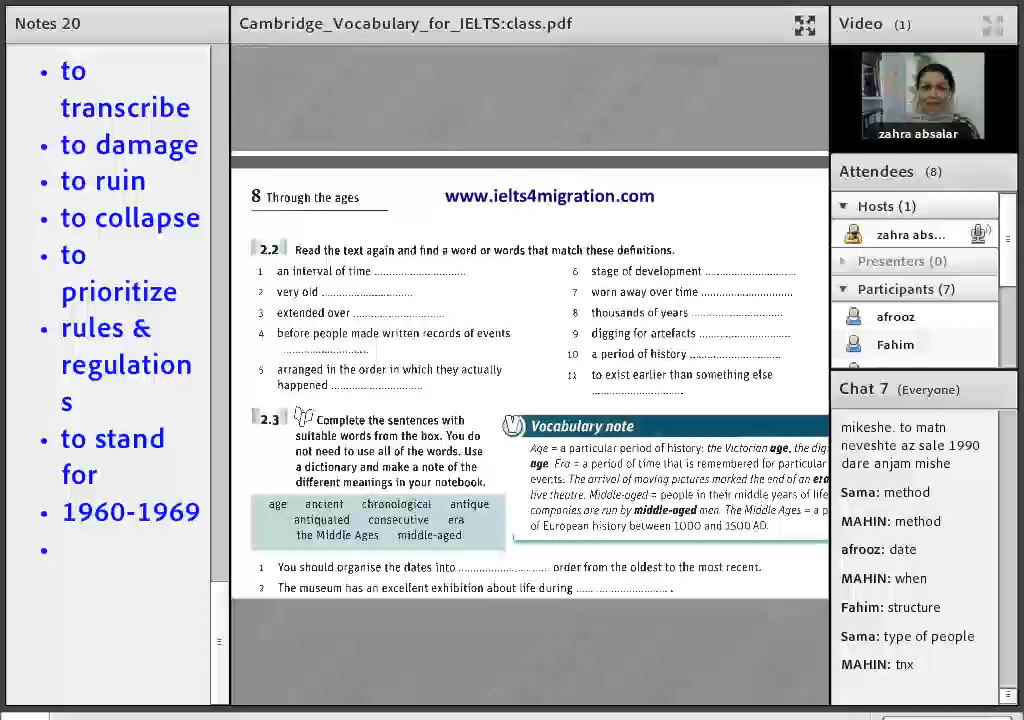 Notes 20
• to
transcribe
• to damage
• to ruin
• to collapse
• to
prioritize
• rules &
regulation
s
• to stand
for
• 1960-1969
•
Cambridge_Vocabulary_for_IELTS:class.pdf
8 Through the ages
www.ielts4migration.com
2.2 Read the text again and find a word or words that match these definitions.
1 an interval of time ..........................
2 very old ..........................
3 extended over ..........................
4 before people made written records of events
..........................
5 arranged in the order in which they actually
happened ..........................
6 stage of development ..........................
7 worn away over time ..........................
8 thousands of years ..........................
9 digging for artefacts ..........................
10 a period of history ..........................
11 to exist earlier than something else
..........................
2.3 Complete the sentences with
suitable words from the box. You do
not need to use all of the words. Use
a dictionary and make a note of the
different meanings in your notebook.
age ancient chronological antique
antiquated consecutive era
the Middle Ages middle-aged
Vocabulary note
Age = a particular period of history: the Victorian age, the dig
age Era = a period of time that is remembered for particular
events. The arrival of moving pictures marked the end of an era
live theatre. Middle-aged = people in their middle years of life
companies are run by middle-aged men. The Middle Ages = a p
of European history between 1000 and 1500 AD.
1 You should organise the dates into .......................... order from the oldest to the most recent.
2 The museum has an excellent exhibition about life during .......................... .
Video (1)
zahra absalar
Attendees (8)
Hosts (1)
zahra abs...
Presenters (0)
Participants (7)
afrooz
Fahim
Chat 7 (Everyone)
mikeshe. to matn
neveshte az sale 1990
dare anjam mishe
Sama: method
MAHIN: method
afrooz: date
MAHIN: when
Fahim: structure
Sama: type of people
MAHIN: tnx